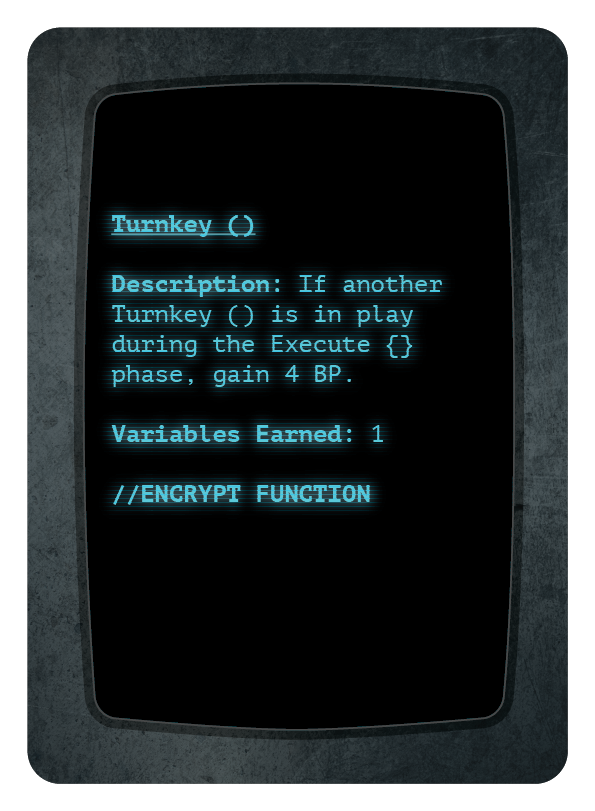 Turnkey ()
Description: If another
Turnkey () is in play
during the Execute {}
phase, gain 4 BP.
Variables Earned: 1
//ENCRYPT FUNCTION